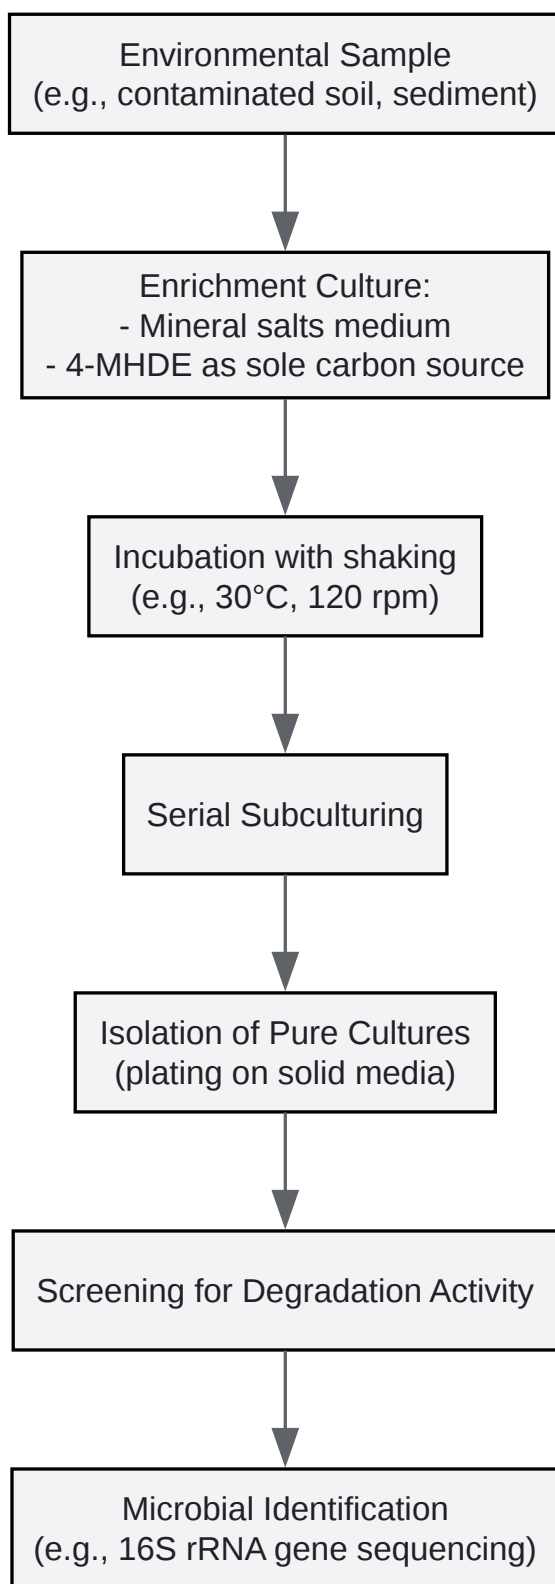 Environmental Sample
(e.g., contaminated soil, sediment)
Enrichment Culture:
- Mineral salts medium
- 4-MHDE as sole carbon source
Incubation with shaking
(e.g., 30°C, 120 rpm)
Serial Subculturing
Isolation of Pure Cultures
(plating on solid media)
Screening for Degradation Activity
Microbial Identification
(e.g., 16S rRNA gene sequencing)